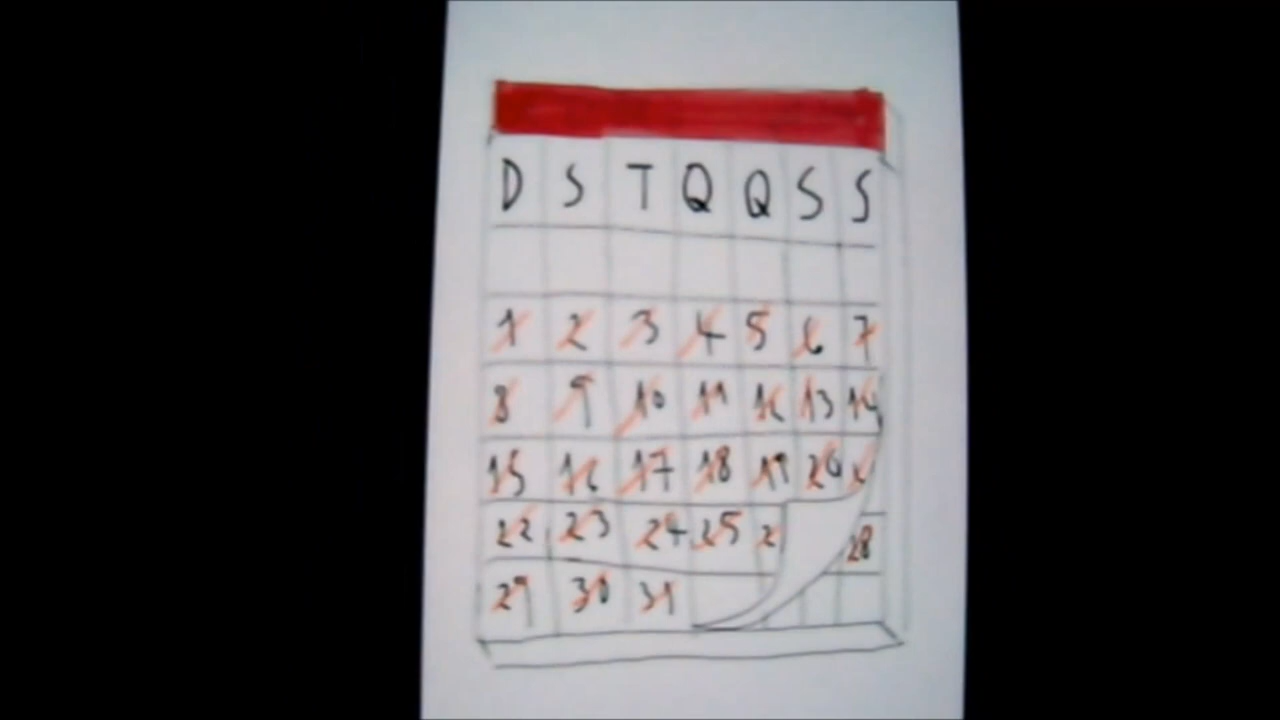 D S T Q Q S S
1 2 3 4 5 6 7
8 9 10 11 12 13 14
15 16 17 18 19 20
22 23 24 25 2 28
29 30 31